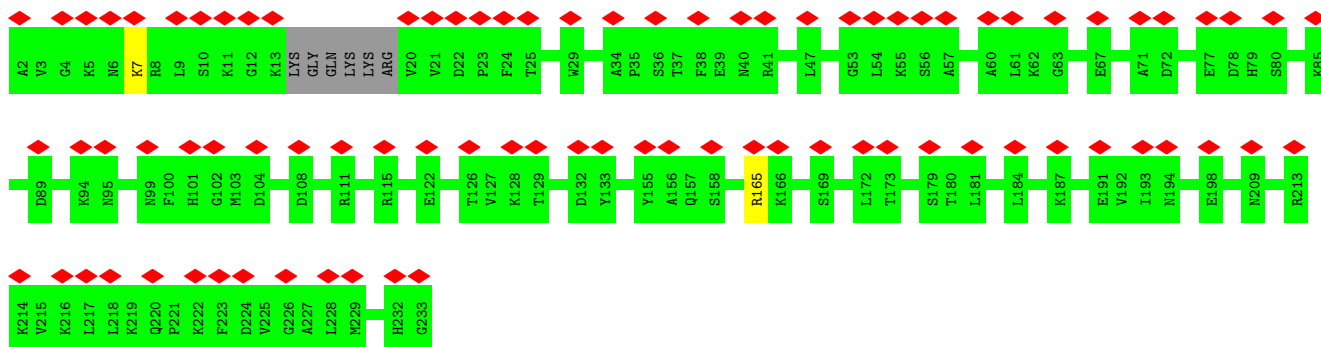 A2 V3 G4 K5 N6 K7 R8 L9 S10 K11 G12 K13 LYS GLY GLN LYS LYS ARG V20 V21 D22 P23 F24 T25 W29 A34 P35 S36 T37 F38 E39 N40 R41 L47 G53 L54 K55 S56 A57 A60 L61 K62 G63 E67 A71 D72 E77 D78 H79 S80 K85
D89 K94 N95 N99 F100 H101 G102 M103 D104 D108 R111 R115 E122 T126 V127 K128 T129 D132 Y133 Y155 A156 Q157 S158 R165 K166 S169 L172 T173 S179 T180 L181 L184 K187 E191 V192 I193 N194 E198 N209 R213
K214 V215 K216 L217 L218 K219 Q220 P221 K222 F223 D224 V225 G226 A227 L228 M229 H232 G233